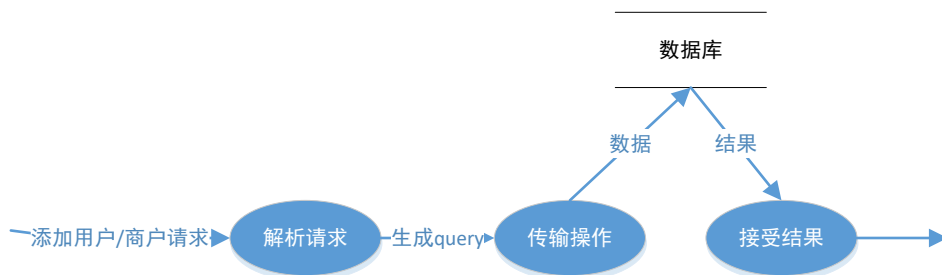 数据库
数据
结果
添加用户/商户请求
解析请求
生成query
传输操作
接受结果